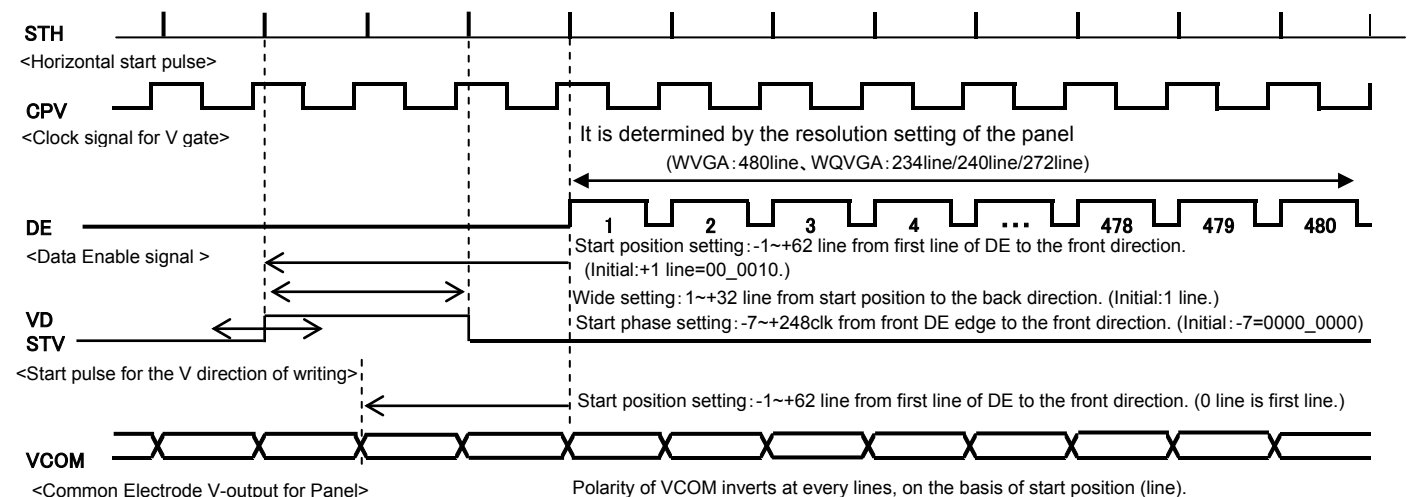 STH
<Horizontal start pulse>
CPV
<Clock signal for V gate>
It is determined by the resolution setting of the panel
(WVGA:480line、WQVGA:234line/240line/272line)
DE
1 2 3 4 ... 478 479 480
<Data Enable signal >
Start position setting:-1~+62 line from first line of DE to the front direction.
(Initial:+1 line=00_0010.)
Wide setting:1~+32 line from start position to the back direction. (Initial:1 line.)
VD
STV
Start phase setting:-7~+248clk from front DE edge to the front direction. (Initial:-7=0000_0000)
<Start pulse for the V direction of writing>
Start position setting:-1~+62 line from first line of DE to the front direction. (0 line is first line.)
VCOM
<Common Electrode V-output for Panel>
Polarity of VCOM inverts at every lines, on the basis of start position (line).